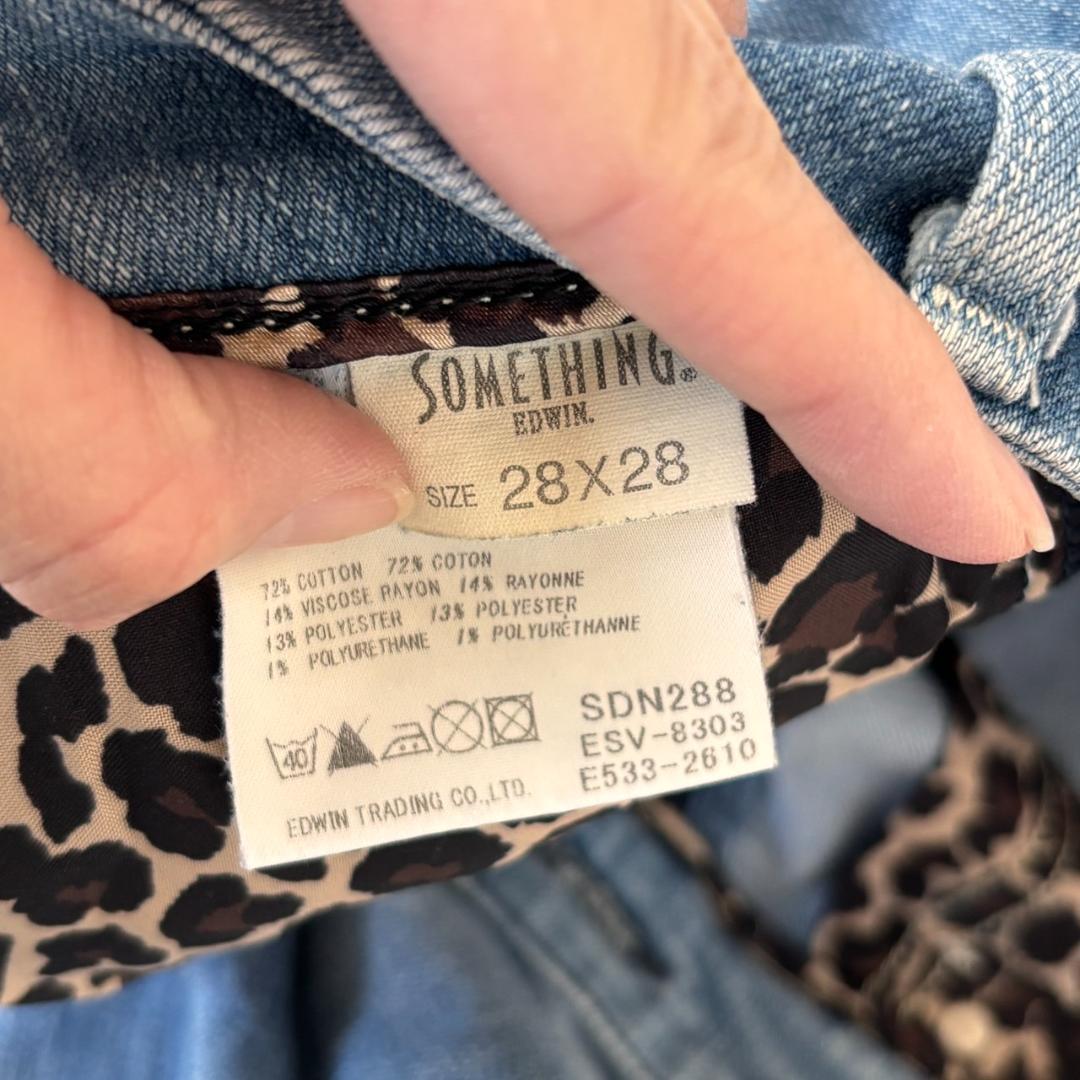 SOMETHING®
EDWIN.
SIZE 28X28
72% COTTON 72% COTON
14% VISCOSE RAYON 14% RAYONNE
13% POLYESTER 13% POLYESTER
1% POLYURETHANE 1% POLYURÉTHANNE
40
SDN288
ESV-8303
E533-2610
EDWIN TRADING CO.,LTD.